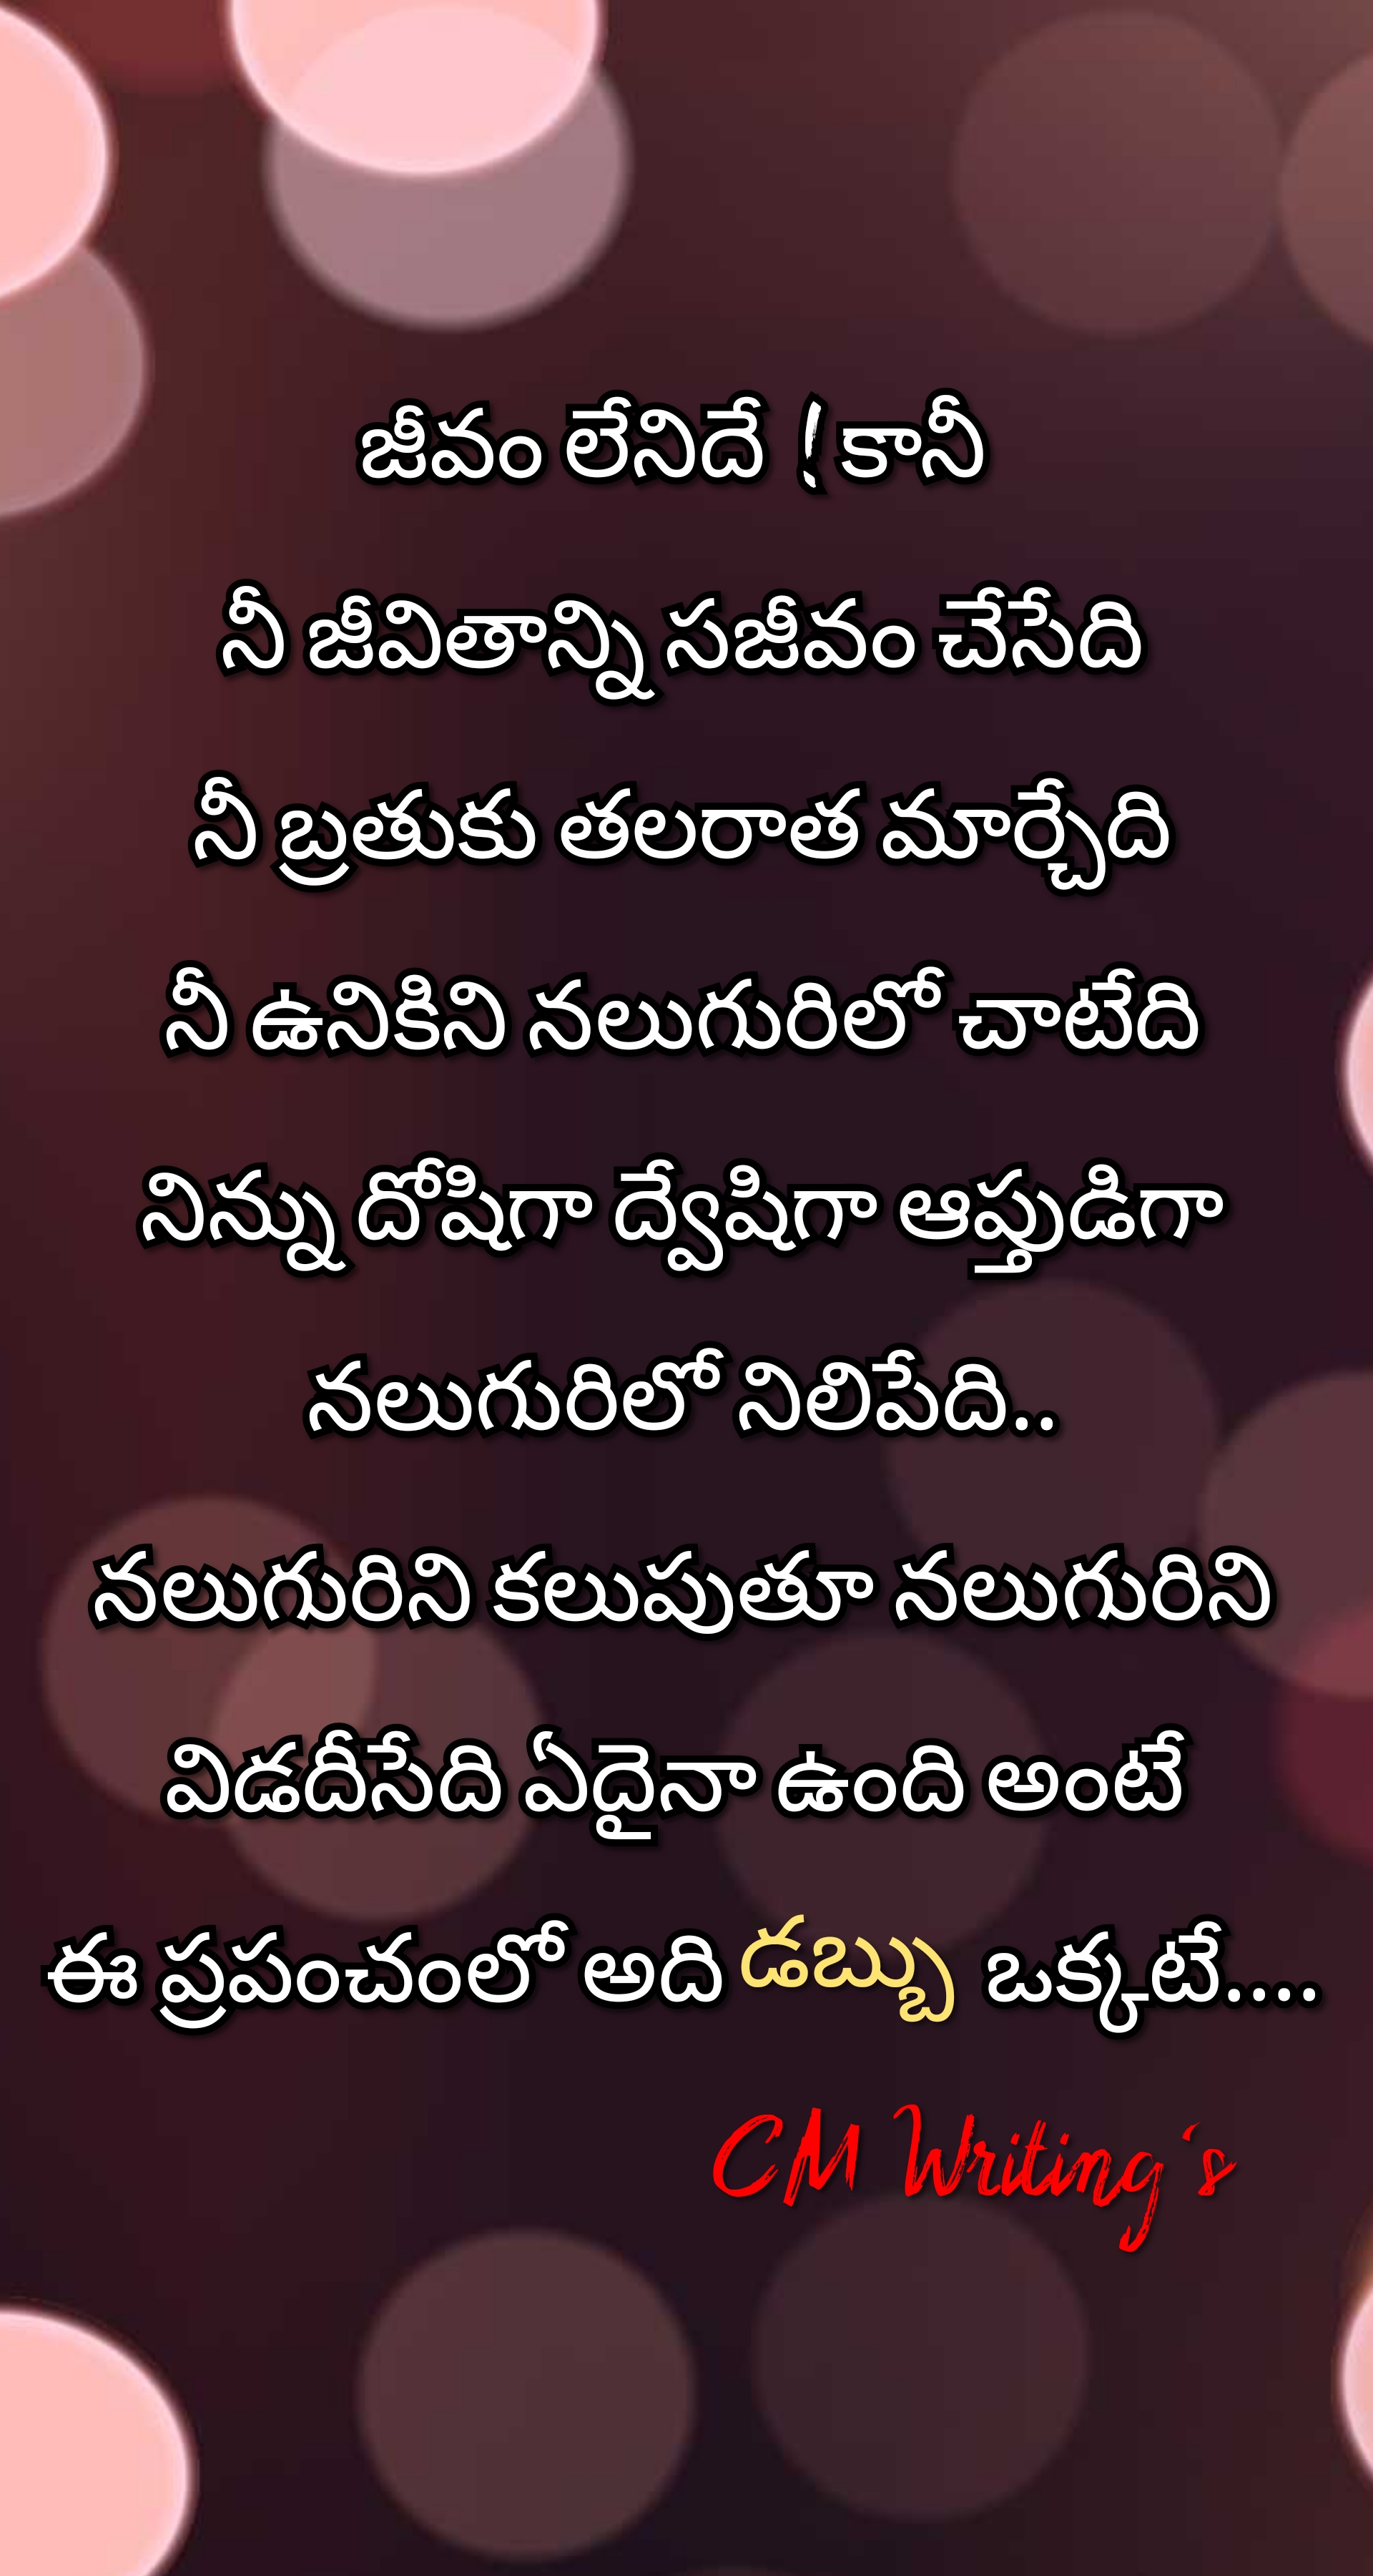 జీవం లేనిదే ! కానీ
నీ జీవితాన్ని సజీవం చేసేది
నీ బ్రతుకు తలరాత మార్చేది
నీ ఉనికిని నలుగురిలో చాటేది
నిన్ను దోషిగా ద్వేషిగా ఆప్తుడిగా
నలుగురిలో నిలిపేది..
నలుగురిని కలుపుతూ నలుగురిని
విడదీసేది ఏదైనా ఉంది అంటే
ఈ ప్రపంచంలో అది డబ్బు ఒక్కటే....
CM Writing's